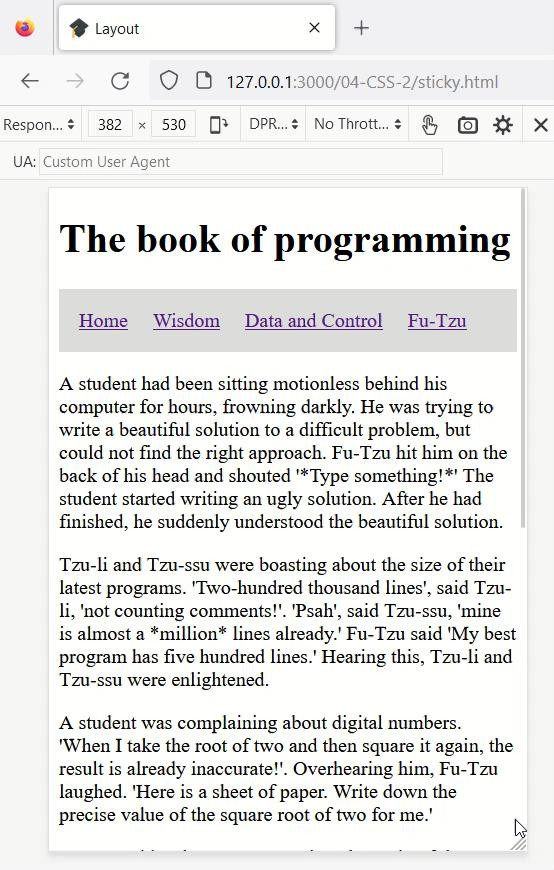 Layout
127.0.0.1:3000/04-CSS-2/sticky.html
Respon... 382 × 530 DPR... No Thrott...
UA: Custom User Agent
The book of programming
Home Wisdom Data and Control Fu-Tzu
A student had been sitting motionless behind his
computer for hours, frowning darkly. He was trying to
write a beautiful solution to a difficult problem, but
could not find the right approach. Fu-Tzu hit him on the
back of his head and shouted '*Type something!*' The
student started writing an ugly solution. After he had
finished, he suddenly understood the beautiful solution.
Tzu-li and Tzu-ssu were boasting about the size of their
latest programs. 'Two-hundred thousand lines', said Tzu-
li, 'not counting comments!'. 'Psah', said Tzu-ssu, 'mine
is almost a *million* lines already.' Fu-Tzu said 'My best
program has five hundred lines.' Hearing this, Tzu-li and
Tzu-ssu were enlightened.
A student was complaining about digital numbers.
'When I take the root of two and then square it again, the
result is already inaccurate!'. Overhearing him, Fu-Tzu
laughed. 'Here is a sheet of paper. Write down the
precise value of the square root of two for me.'